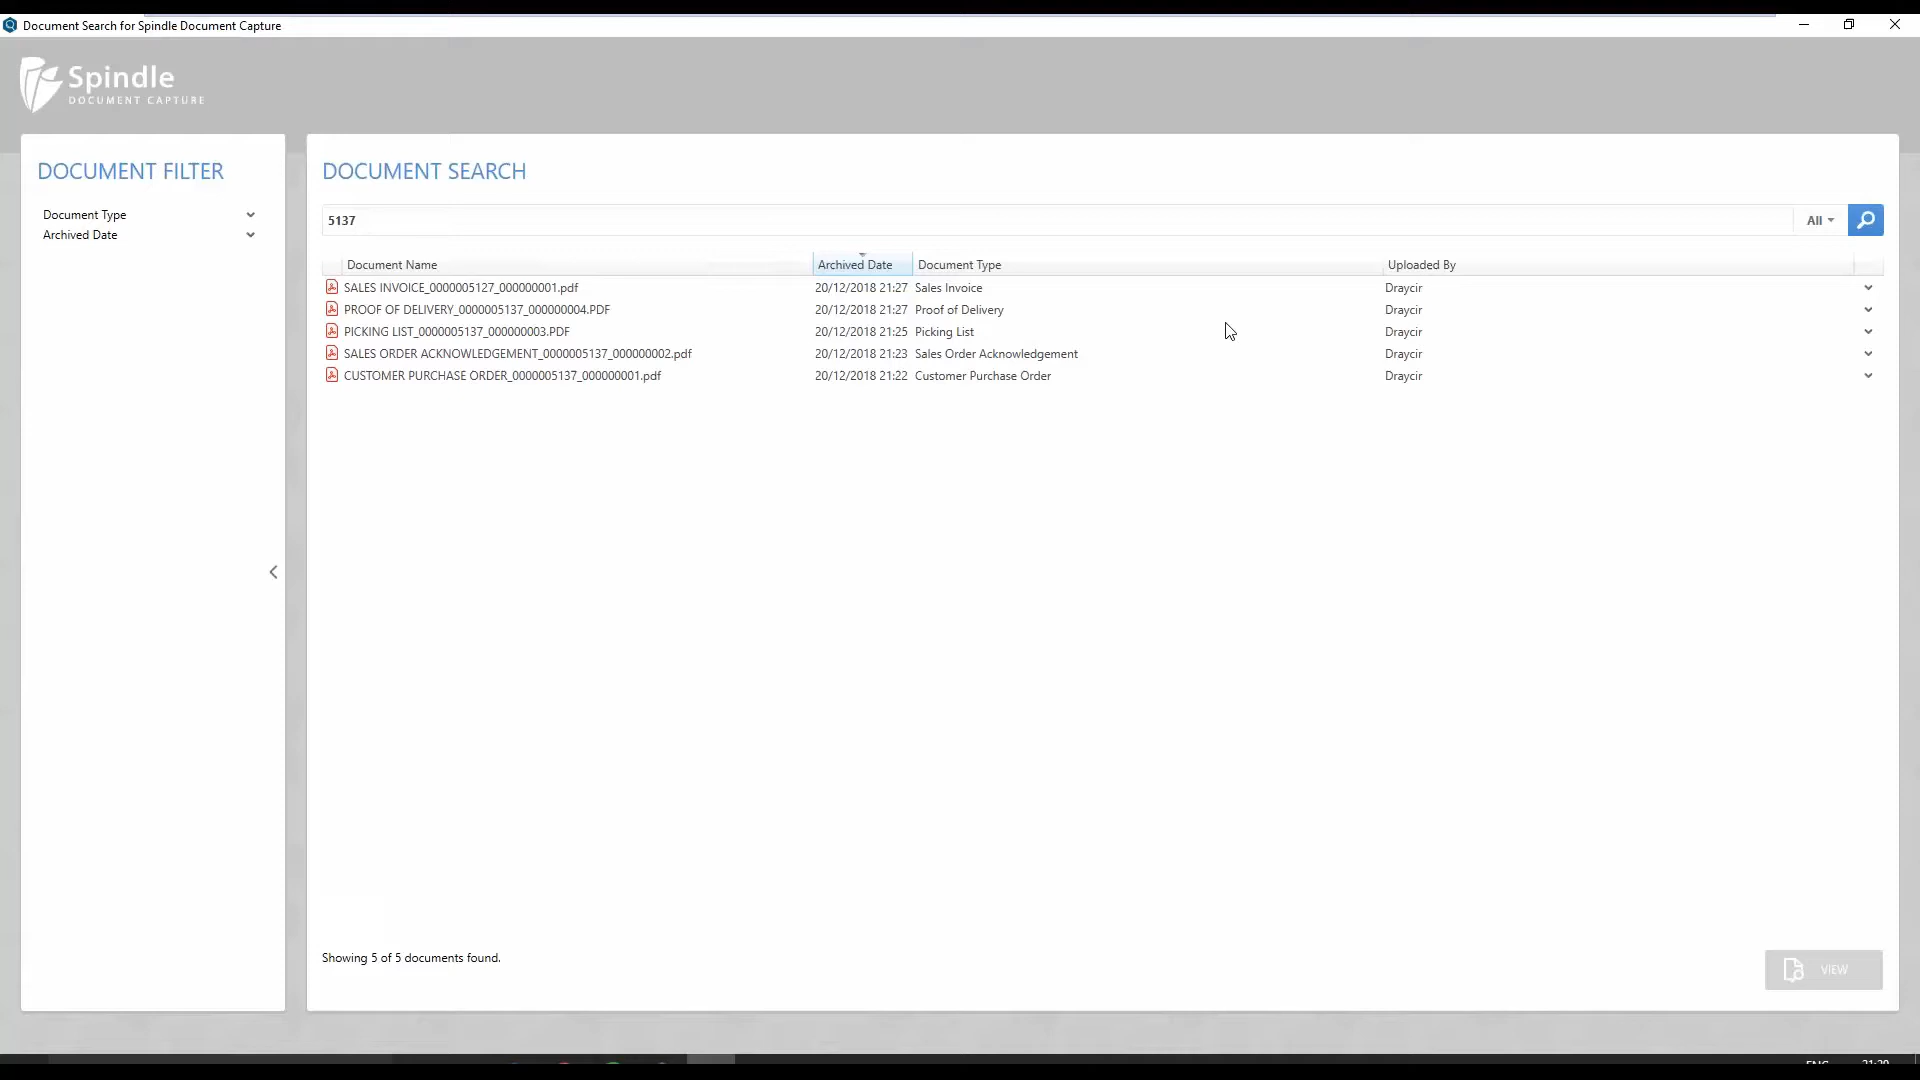 Document Search for Spindle Document Capture
Spindle
DOCUMENT CAPTURE
DOCUMENT FILTER
Document Type
Archived Date
DOCUMENT SEARCH
5137
All
Document Name Archived Date Document Type Uploaded By
SALES INVOICE_0000005127_000000001.pdf 20/12/2018 21:27 Sales Invoice Draycir
PROOF OF DELIVERY_0000005137_000000004.PDF 20/12/2018 21:27 Proof of Delivery Draycir
PICKING LIST_0000005137_000000003.PDF 20/12/2018 21:25 Picking List Draycir
SALES ORDER ACKNOWLEDGEMENT_0000005137_000000002.pdf 20/12/2018 21:23 Sales Order Acknowledgement Draycir
CUSTOMER PURCHASE ORDER_0000005137_000000001.pdf 20/12/2018 21:22 Customer Purchase Order Draycir
Showing 5 of 5 documents found.
VIEW